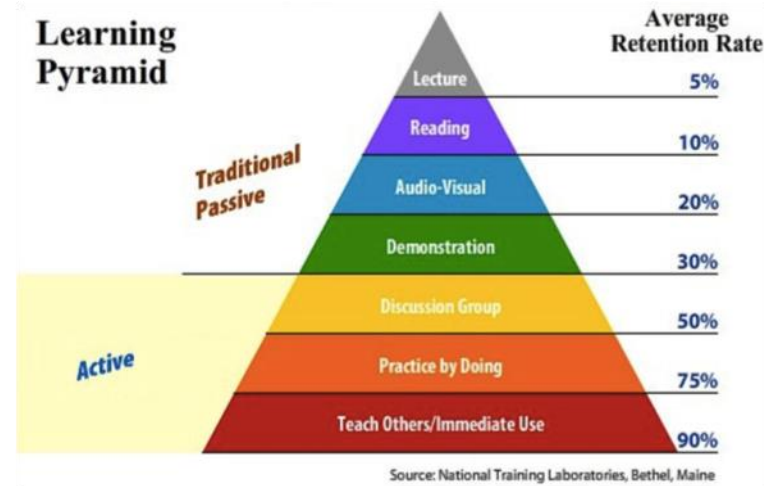 Learning
Pyramid
Average
Retention Rate
Lecture
5%
Reading
10%
Traditional
Passive
Audio-Visual
20%
Demonstration
30%
Discussion Group
50%
Active
Practice by Doing
75%
Teach Others/Immediate Use
90%
Source: National Training Laboratories, Bethel, Maine